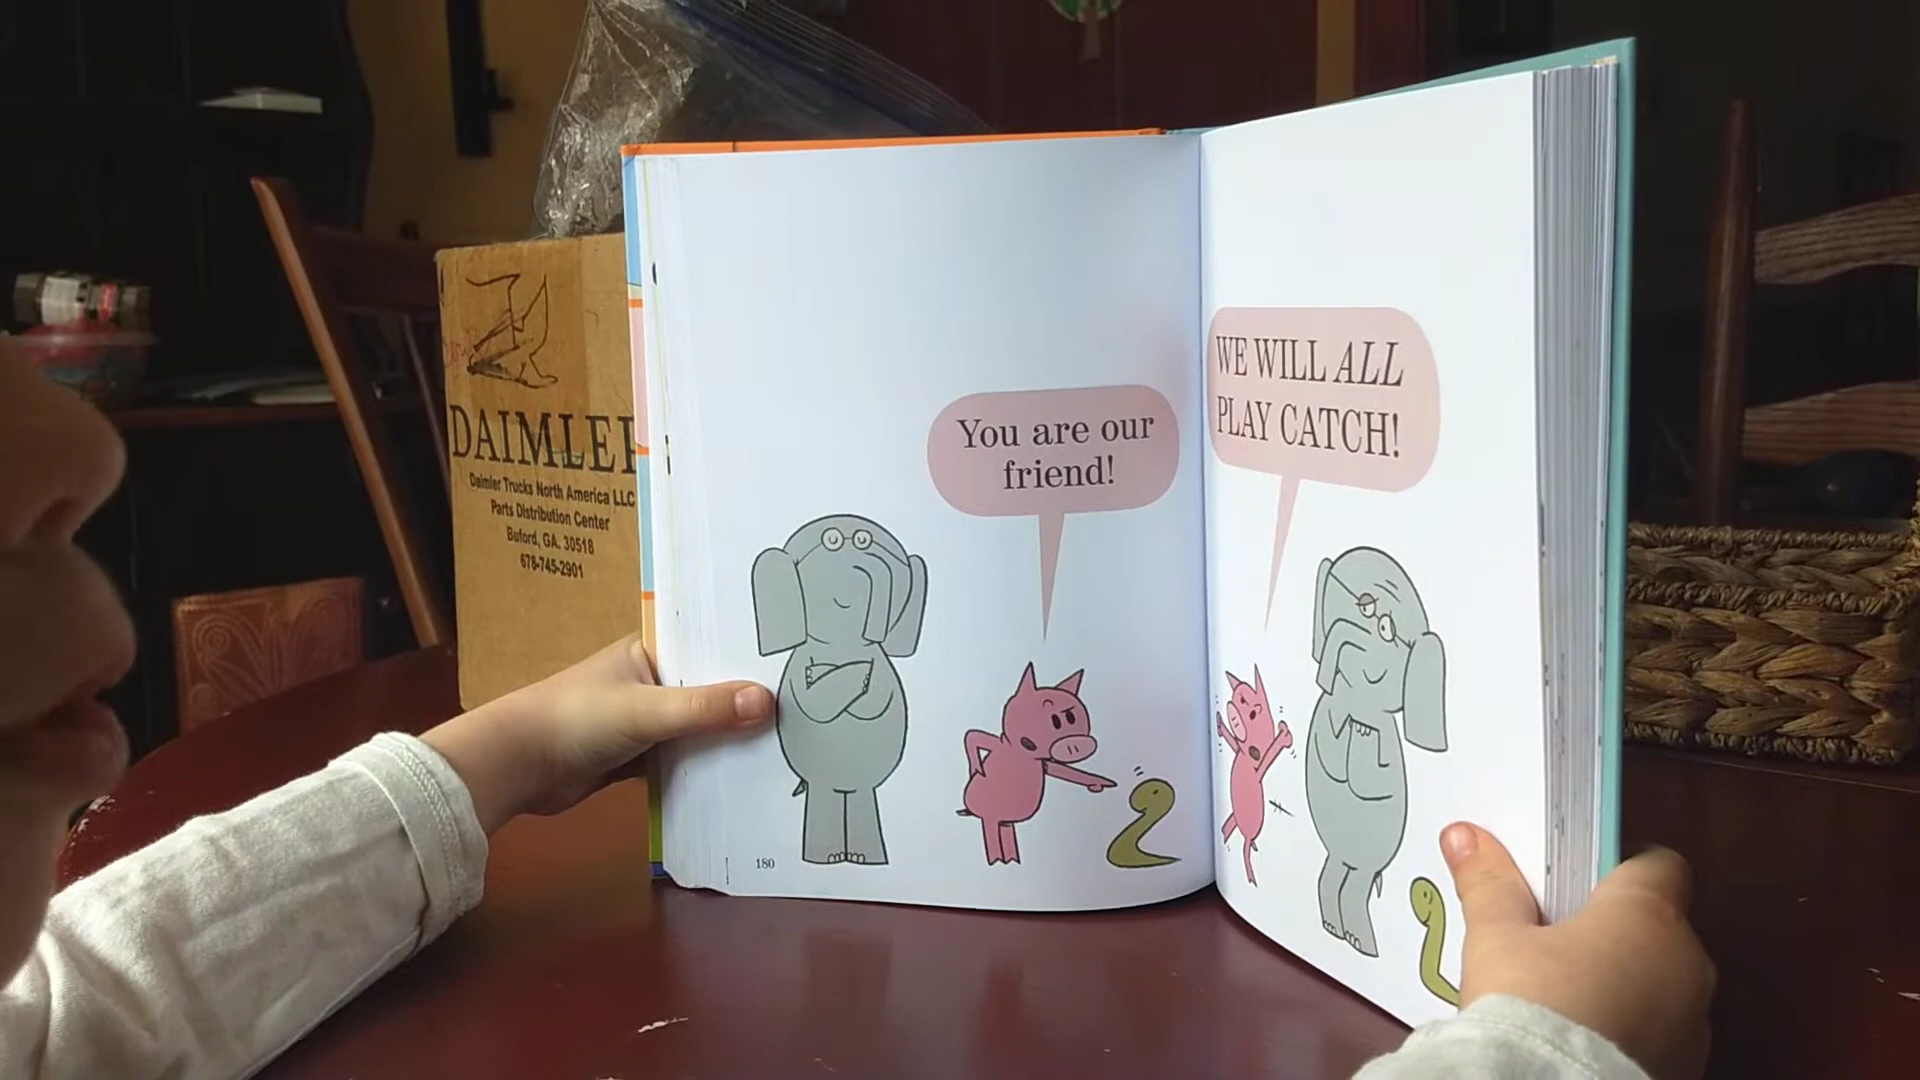 DAIMLER
Daimler Trucks North America LLC
Parts Distribution Center
Buford, GA. 30518
678-745-2901
You are our
friend!
180
WE WILL ALL
PLAY CATCH!